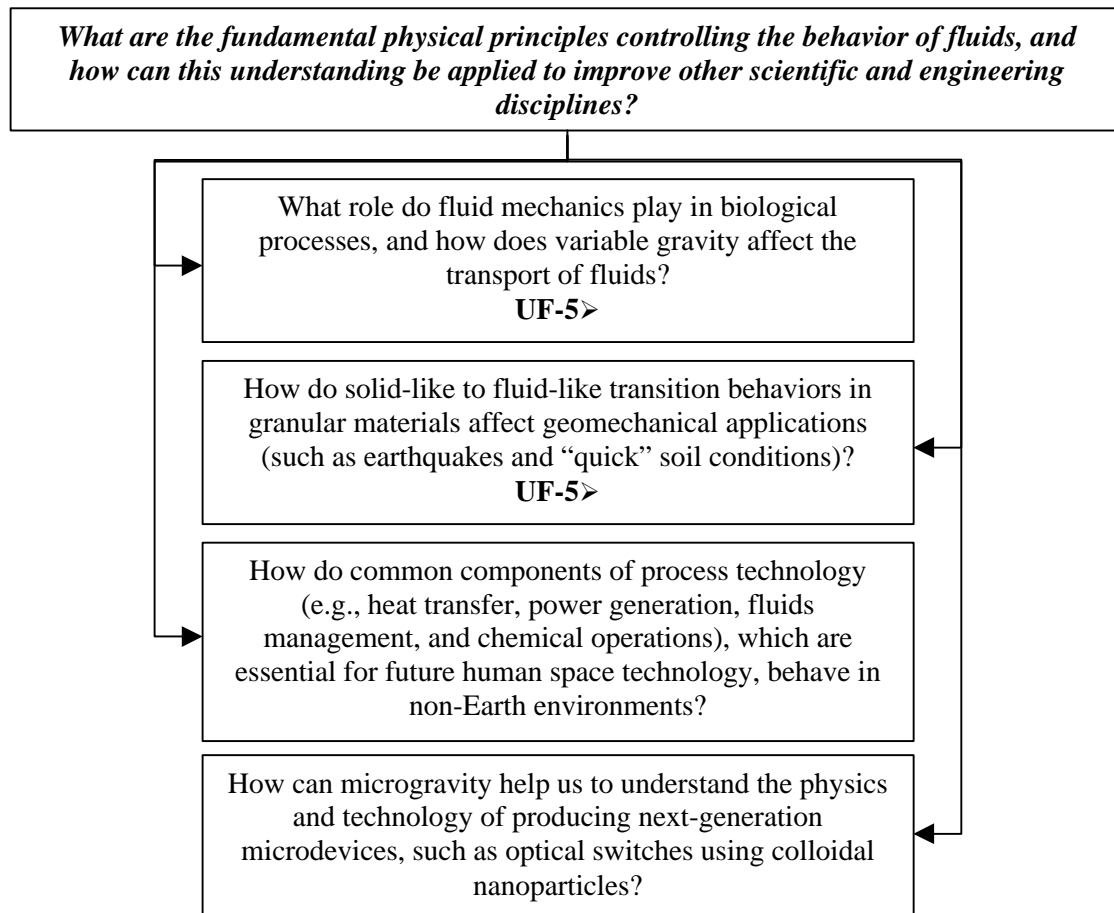 What are the fundamental physical principles controlling the behavior of fluids, and
how can this understanding be applied to improve other scientific and engineering
disciplines?
What role do fluid mechanics play in biological
processes, and how does variable gravity affect the
transport of fluids?
UF-5➢
How do solid-like to fluid-like transition behaviors in
granular materials affect geomechanical applications
(such as earthquakes and “quick” soil conditions)?
UF-5➢
How do common components of process technology
(e.g., heat transfer, power generation, fluids
management, and chemical operations), which are
essential for future human space technology, behave in
non-Earth environments?
How can microgravity help us to understand the physics
and technology of producing next-generation
microdevices, such as optical switches using colloidal
nanoparticles?